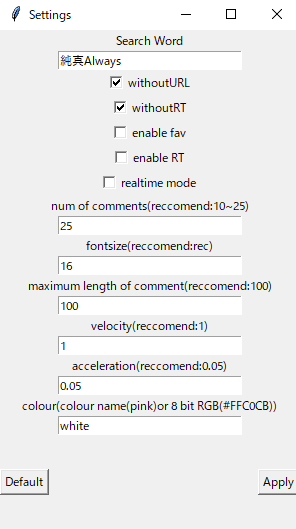 Settings
Search Word
純真Always
withoutURL
withoutRT
enable fav
enable RT
realtime mode
num of comments(reccomend:10~25)
25
fontsize(reccomend:rec)
16
maximum length of comment(reccomend:100)
100
velocity(reccomend:1)
1
acceleration(reccomend:0.05)
0.05
colour(colour name(pink)or 8 bit RGB(#FFC0CB))
white
Default
Apply